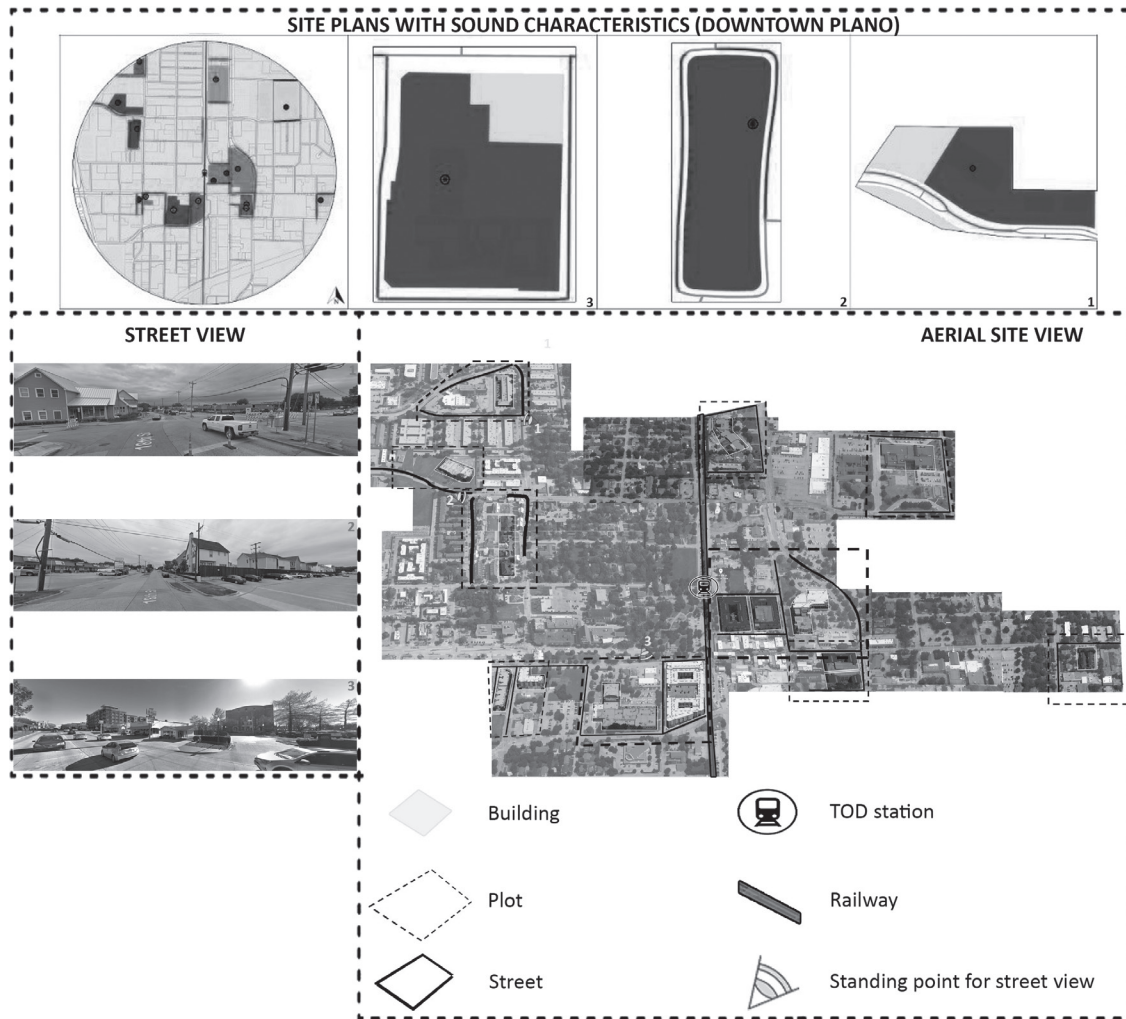 SITE PLANS WITH SOUND CHARACTERISTICS (DOWNTOWN PLANO)
3
2
1
STREET VIEW
AERIAL SITE VIEW
1
2
3
1
2
3
Building
TOD station
Plot
Railway
Street
Standing point for street view